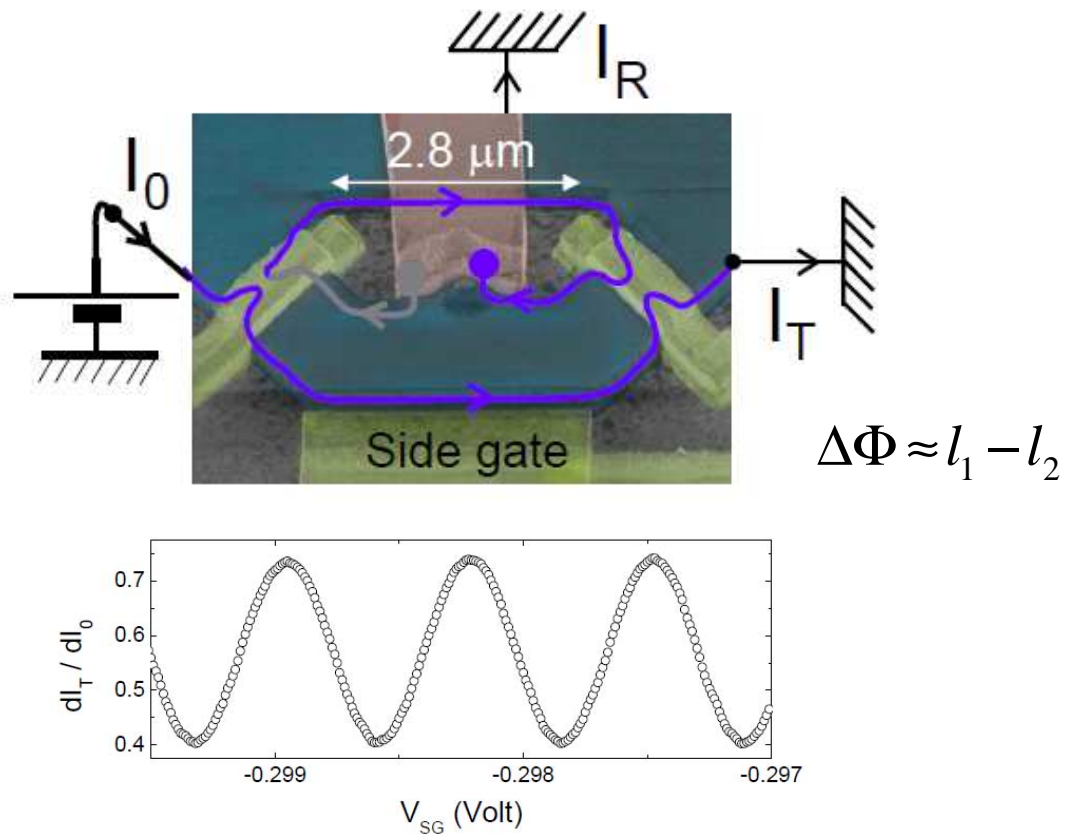 I_R
2.8 μm
I_0
I_T
Side gate
ΔΦ ≈ l_1 − l_2
0.7
0.6
0.5
0.4
dI_T / dI_0
-0.299
-0.298
-0.297
V_SG (Volt)